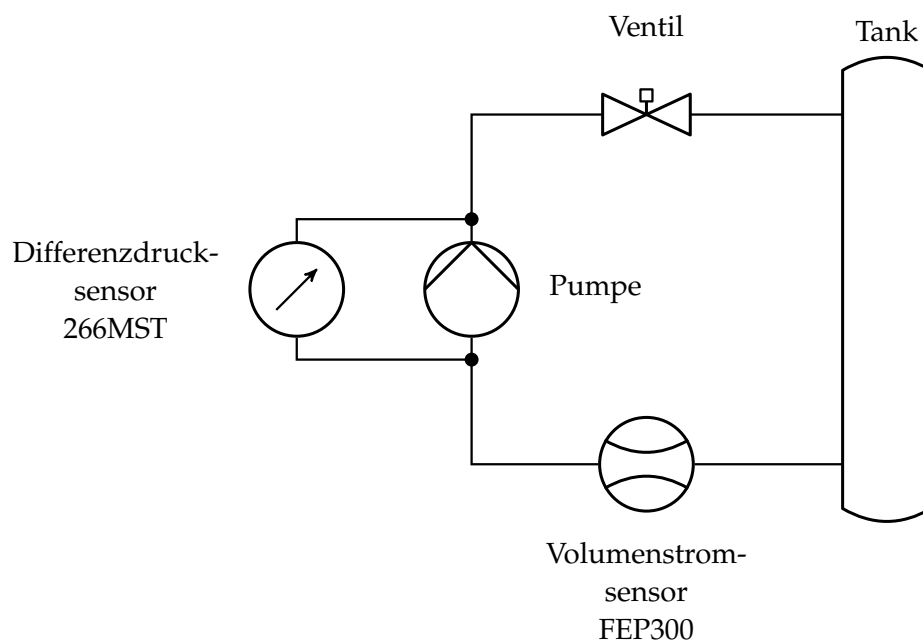 Ventil
Tank
Differenzdruck-
sensor
266MST
Pumpe
Volumenstrom-
sensor
FEP300